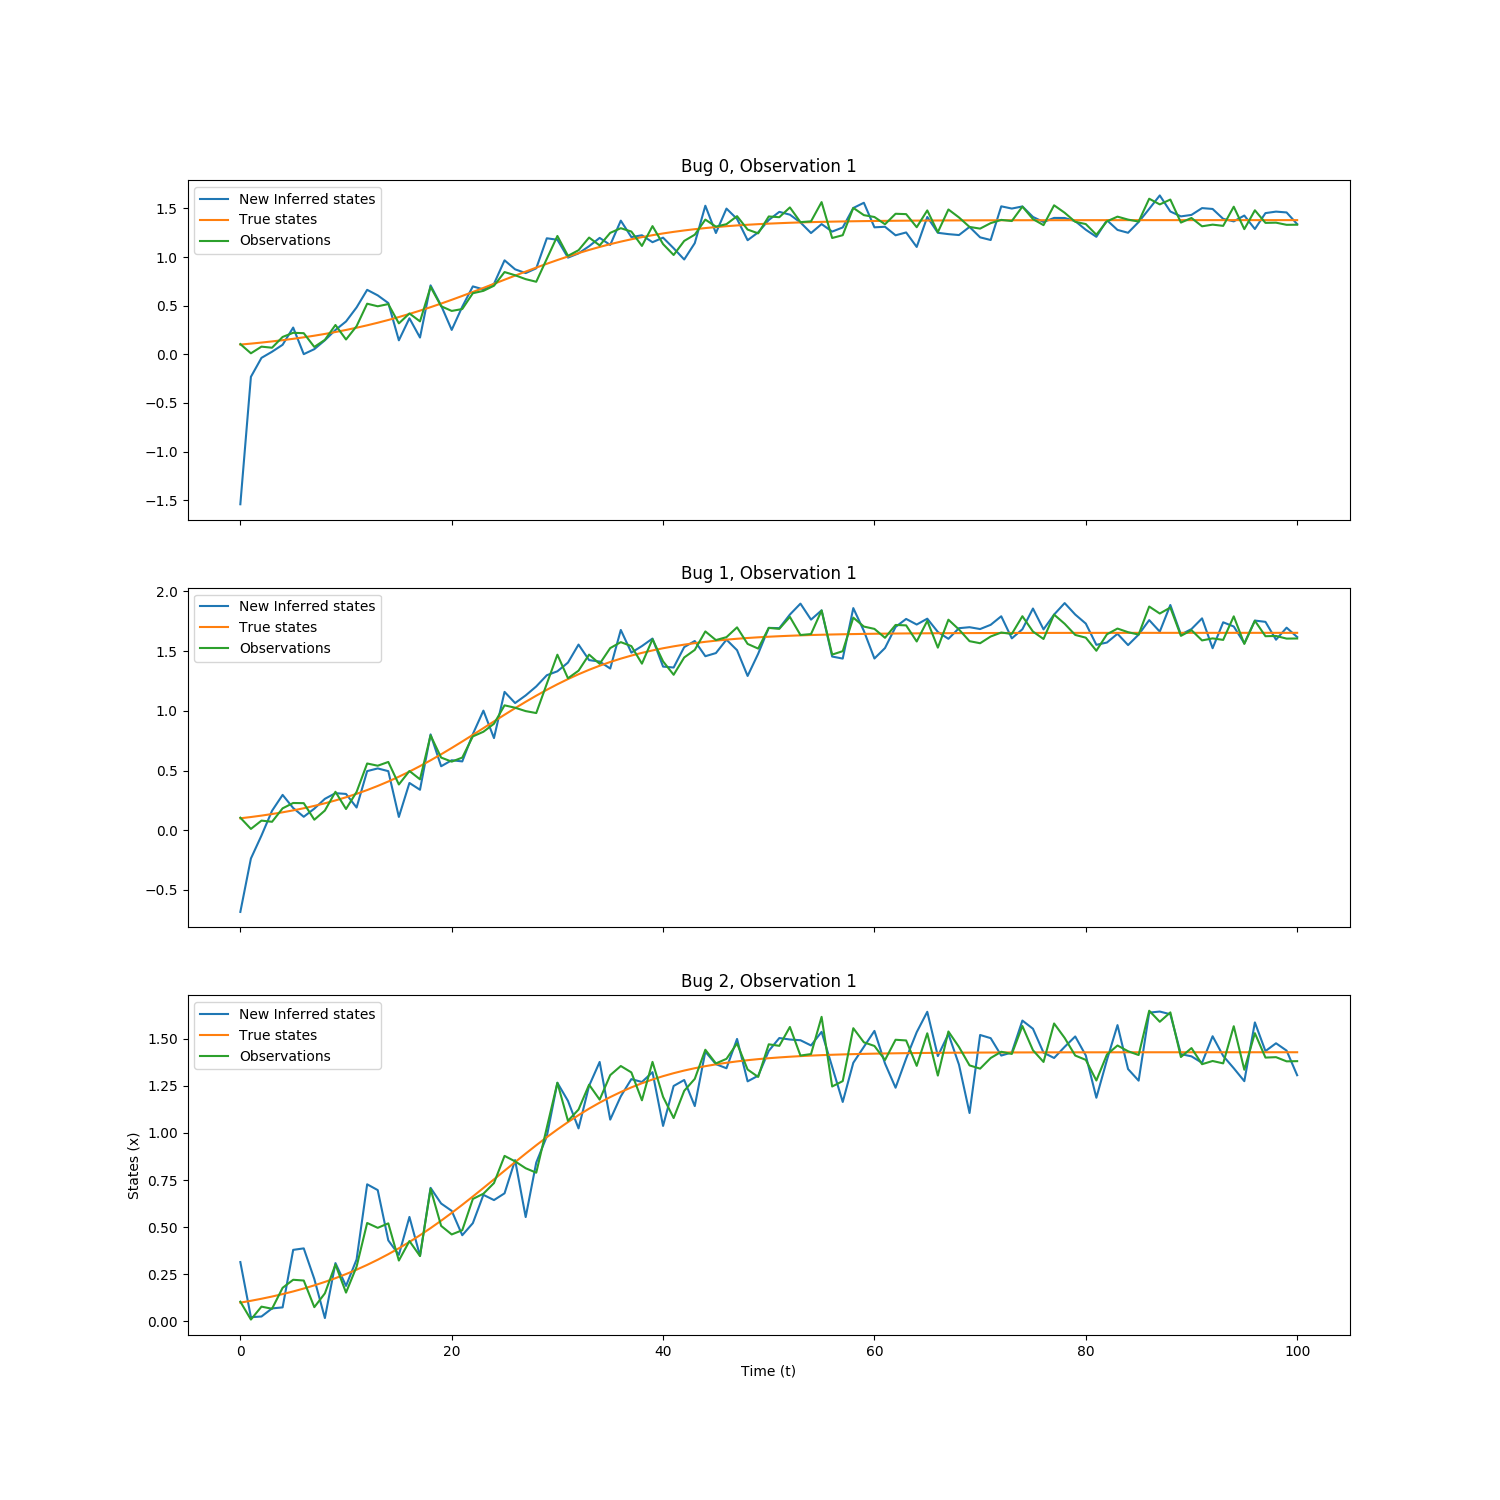 Bug 0, Observation 1
New Inferred states
True states
Observations
1.5
1.0
0.5
0.0
−0.5
−1.0
−1.5
Bug 1, Observation 1
New Inferred states
True states
Observations
2.0
1.5
1.0
0.5
0.0
−0.5
Bug 2, Observation 1
New Inferred states
True states
Observations
1.50
1.25
1.00
0.75
0.50
0.25
0.00
States (x)
0 20 40 60 80 100
Time (t)